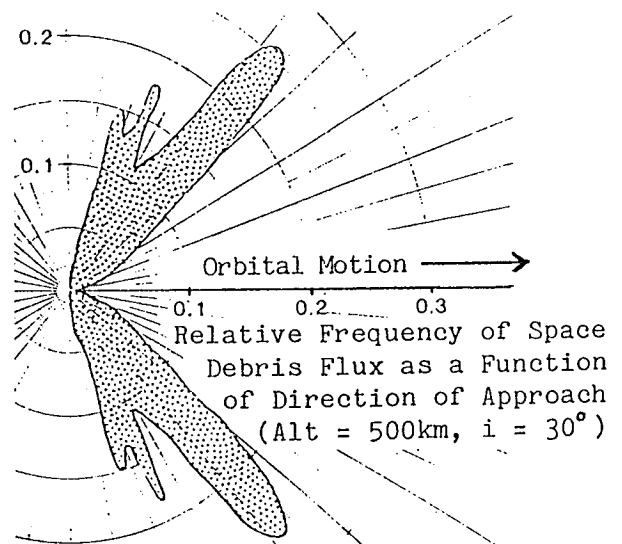 0.2
0.1
Orbital Motion
0.1 0.2 0.3
Relative Frequency of Space
Debris Flux as a Function
of Direction of Approach
(Alt = 500km, i = 30°)